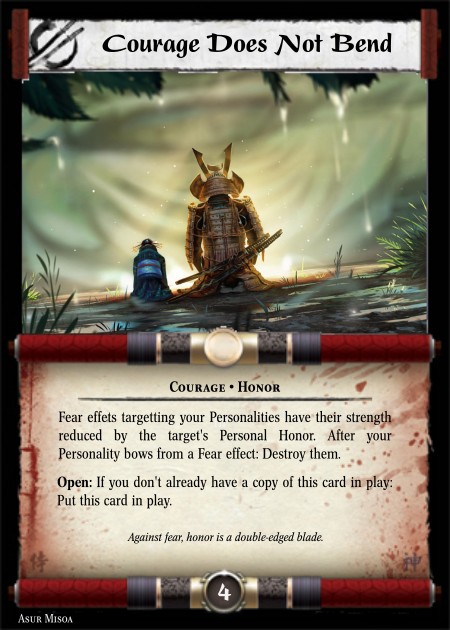 Courage Does Not Bend
Courage • Honor
Fear effets targetting your Personalities have their strength
reduced by the target's Personal Honor. After your
Personality bows from a Fear effect: Destroy them.
Open: If you don't already have a copy of this card in play:
Put this card in play.
Against fear, honor is a double-edged blade.
侍 神
4
Asur Misoa